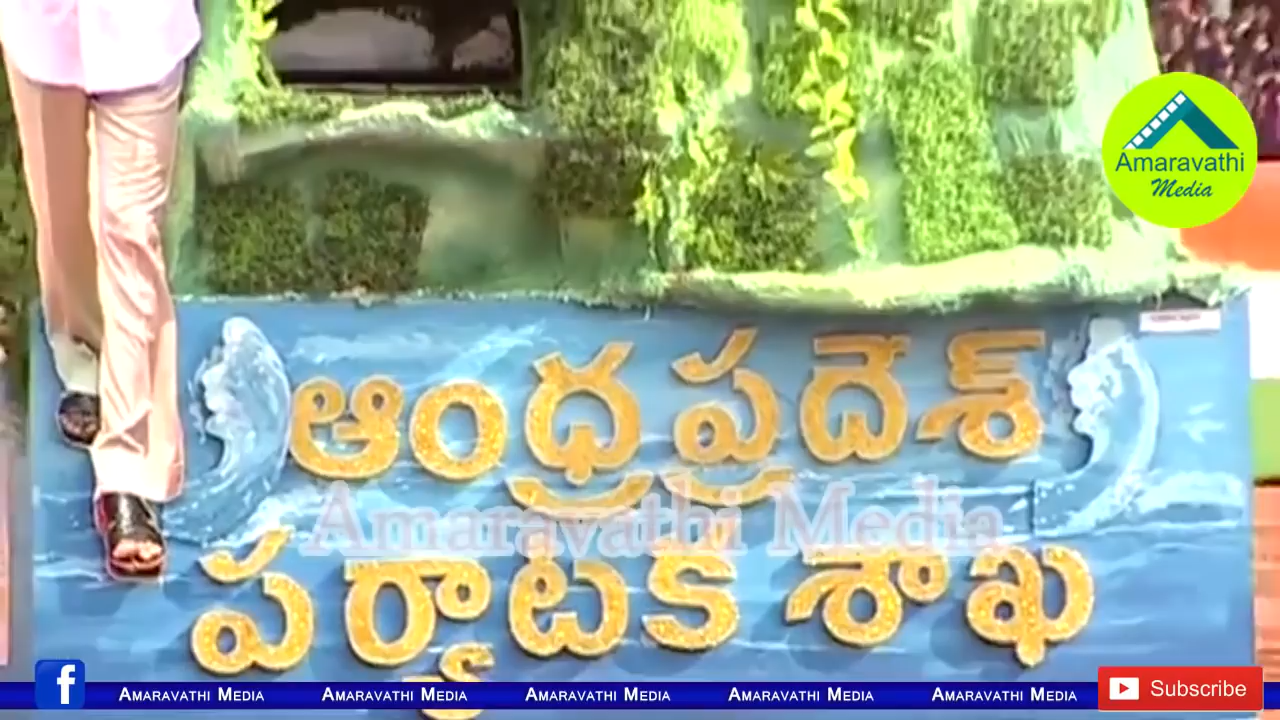 Amaravathi
Media
ఆంధ్రప్రదేశ్
Amaravathi Media
పర్యాటక శాఖ
AMARAVATHI MEDIA AMARAVATHI MEDIA AMARAVATHI MEDIA AMARAVATHI MEDIA AMARAVATHI MEDIA
Subscribe